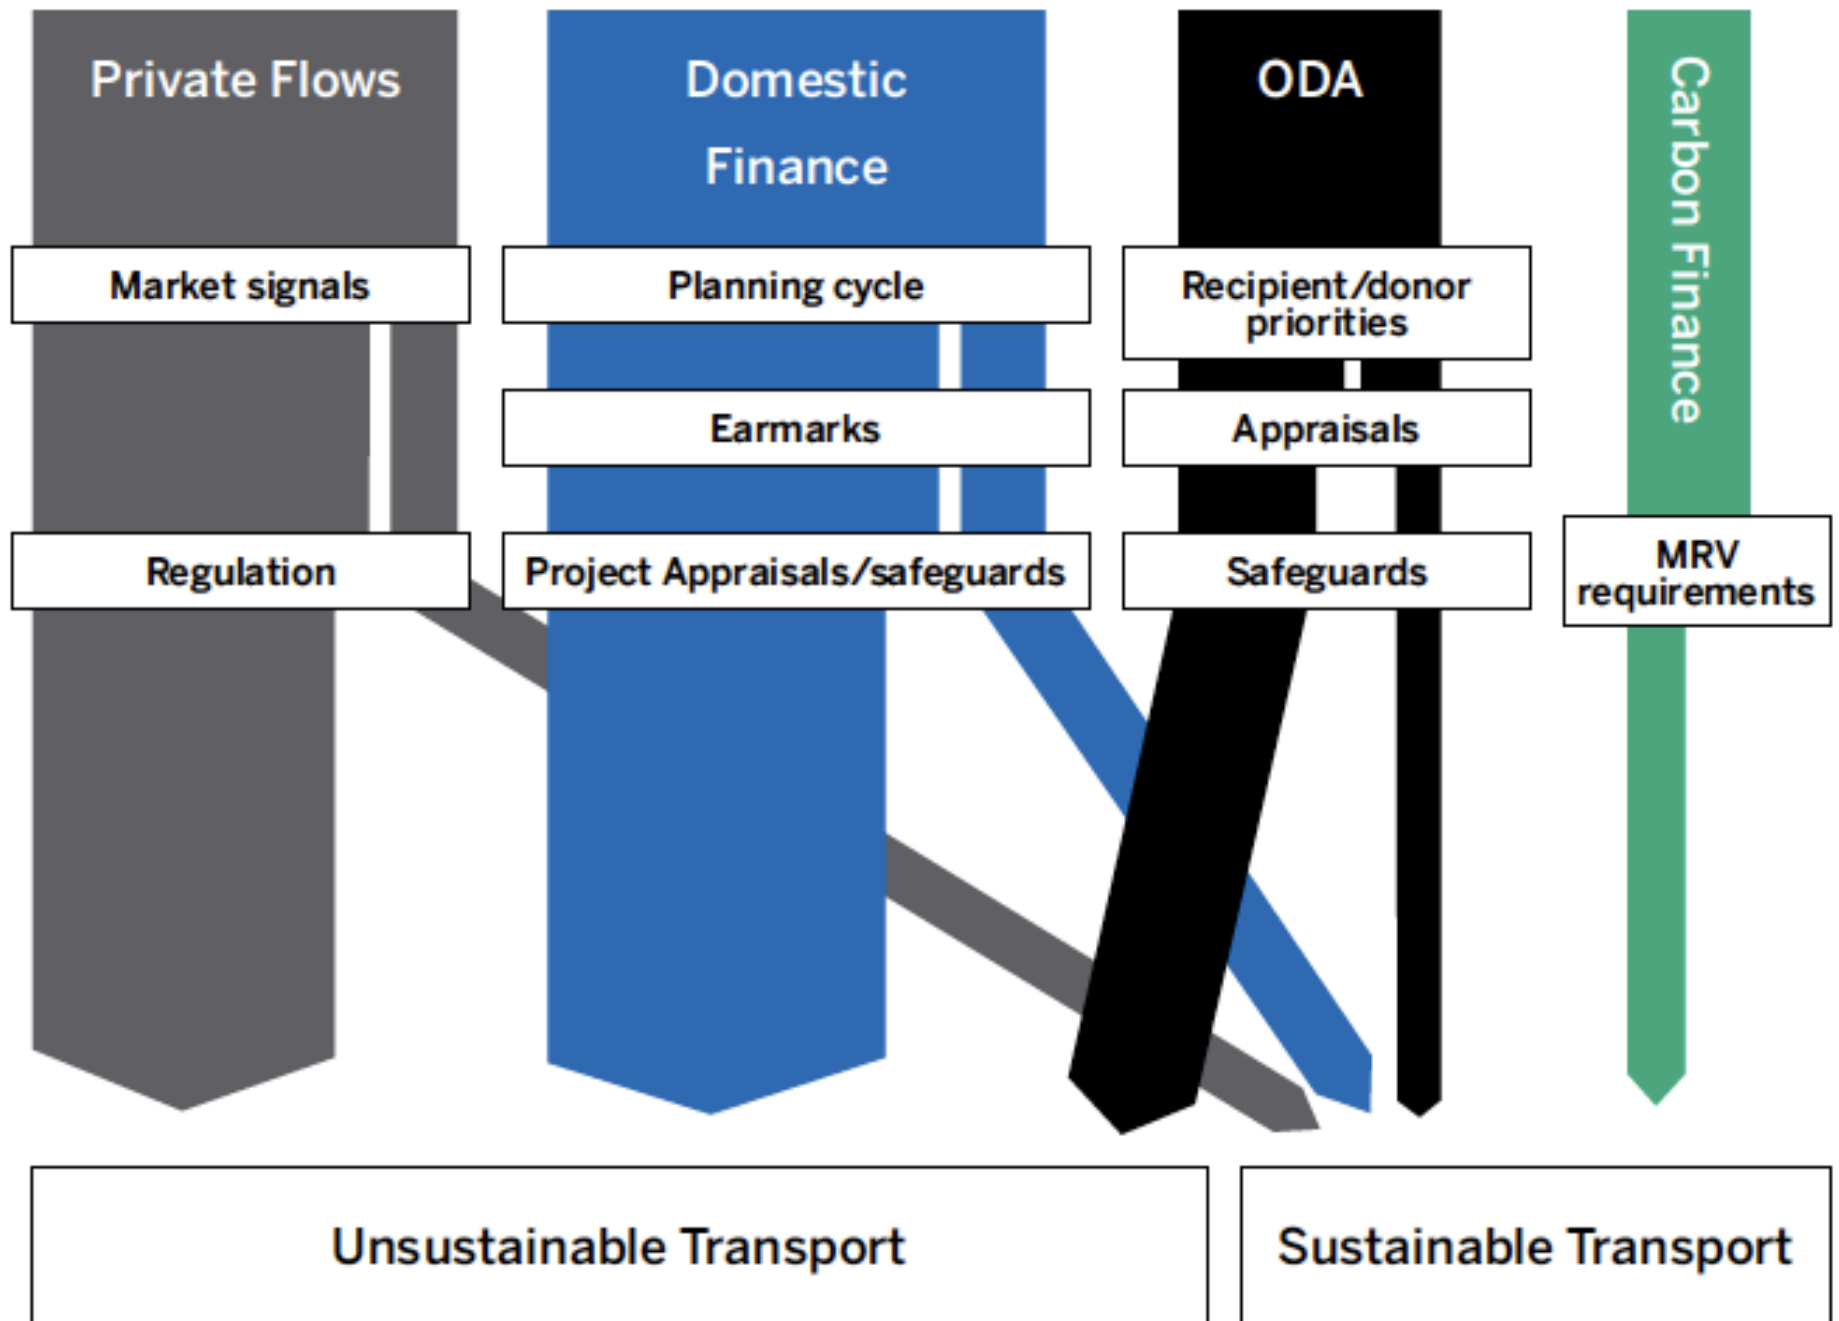 Private Flows
Domestic
Finance
ODA
Carbon Finance
Market signals
Planning cycle
Recipient/donor
priorities
Earmarks
Appraisals
Regulation
Project Appraisals/safeguards
Safeguards
MRV
requirements
Unsustainable Transport
Sustainable Transport